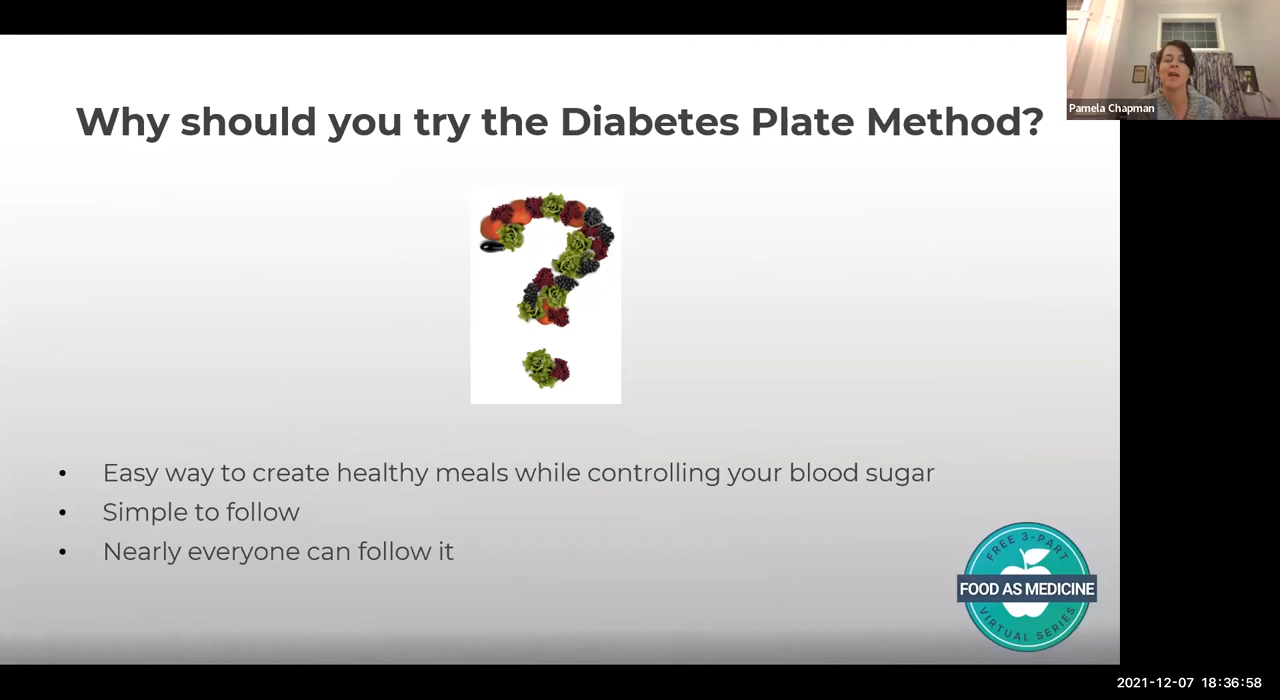 Pamela Chapman
Why should you try the Diabetes Plate Method?
• Easy way to create healthy meals while controlling your blood sugar
• Simple to follow
• Nearly everyone can follow it
FREE 3-PART
FOOD AS MEDICINE
VIRTUAL SERIES
2021-12-07 18:36:58